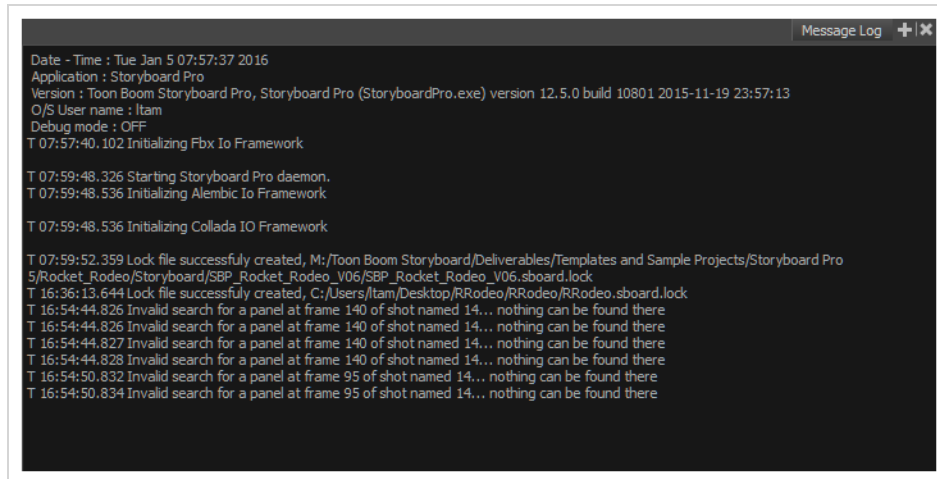 Message Log
Date - Time : Tue Jan 5 07:57:37 2016
Application : Storyboard Pro
Version : Toon Boom Storyboard Pro, Storyboard Pro (StoryboardPro.exe) version 12.5.0 build 10801 2015-11-19 23:57:13
O/S User name : ltam
Debug mode : OFF
T 07:57:40.102 Initializing Fbx Io Framework
T 07:59:48.326 Starting Storyboard Pro daemon.
T 07:59:48.536 Initializing Alembic Io Framework
T 07:59:48.536 Initializing Collada IO Framework
T 07:59:52.359 Lock file successfuly created, M:/Toon Boom Storyboard/Deliverables/Templates and Sample Projects/Storyboard Pro
5/Rocket_Rodeo/Storyboard/SBP_Rocket_Rodeo_V06/SBP_Rocket_Rodeo_V06.sboard.lock
T 16:36:13.644 Lock file successfuly created, C:/Users/ltam/Desktop/RRodeo/RRodeo/RRodeo.sboard.lock
T 16:54:44.826 Invalid search for a panel at frame 140 of shot named 14... nothing can be found there
T 16:54:44.826 Invalid search for a panel at frame 140 of shot named 14... nothing can be found there
T 16:54:44.827 Invalid search for a panel at frame 140 of shot named 14... nothing can be found there
T 16:54:44.828 Invalid search for a panel at frame 140 of shot named 14... nothing can be found there
T 16:54:50.832 Invalid search for a panel at frame 95 of shot named 14... nothing can be found there
T 16:54:50.834 Invalid search for a panel at frame 95 of shot named 14... nothing can be found there